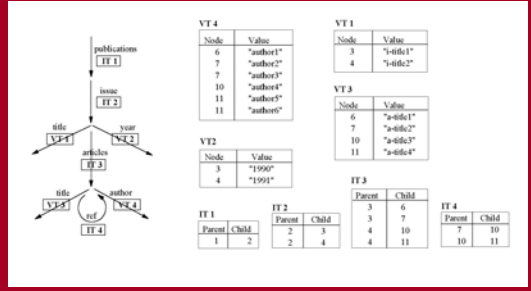 publications
IT 1
issue
IT 2
title
year
VT 1
VT 2
articles
IT 3
title
author
VT 3
VT 4
ref
IT 4
VT 4
Node Value
6 "author1"
7 "author2"
7 "author3"
10 "author4"
11 "author5"
11 "author6"
VT2
Node Value
3 "1990"
4 "1991"
IT 1
Parent Child
1 2
IT 2
Parent Child
2 3
2 4
VT 1
Node Value
3 "i-title1"
4 "i-title2"
VT 3
Node Value
6 "a-title1"
7 "a-title2"
10 "a-title3"
11 "a-title4"
IT 3
Parent Child
3 6
3 7
4 10
4 11
IT 4
Parent Child
7 10
10 11